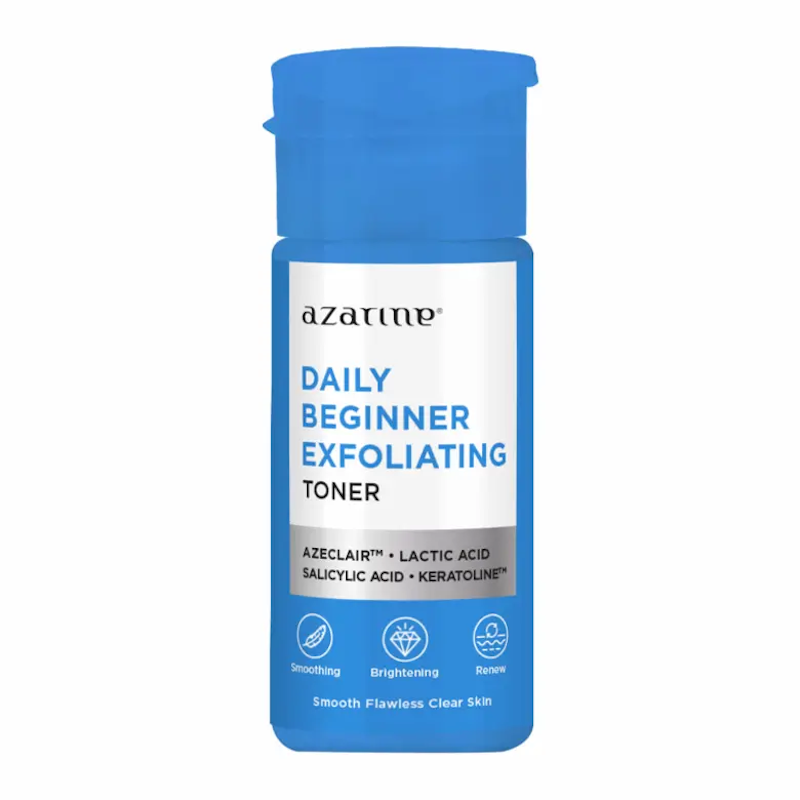 azarine®
DAILY
BEGINNER
EXFOLIATING
TONER
AZECLAIR™ • LACTIC ACID
SALICYLIC ACID • KERATOLINE™
Smoothing
Brightening
Renew
Smooth Flawless Clear Skin